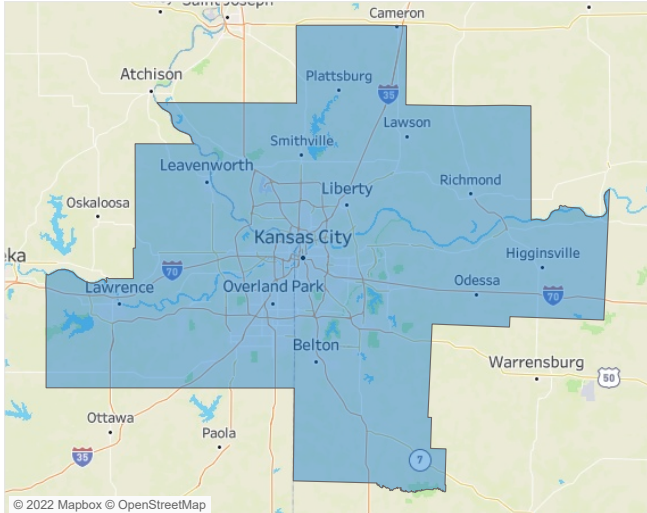 Saint Joseph
Cameron
Atchison
Plattsburg
35
Lawson
Smithville
Leavenworth
Richmond
Liberty
Oskaloosa
Kansas City
eka
Higginsville
70
Odessa
Lawrence
Overland Park
70
Belton
Warrensburg
50
Ottawa
Paola
35
7
© 2022 Mapbox © OpenStreetMap